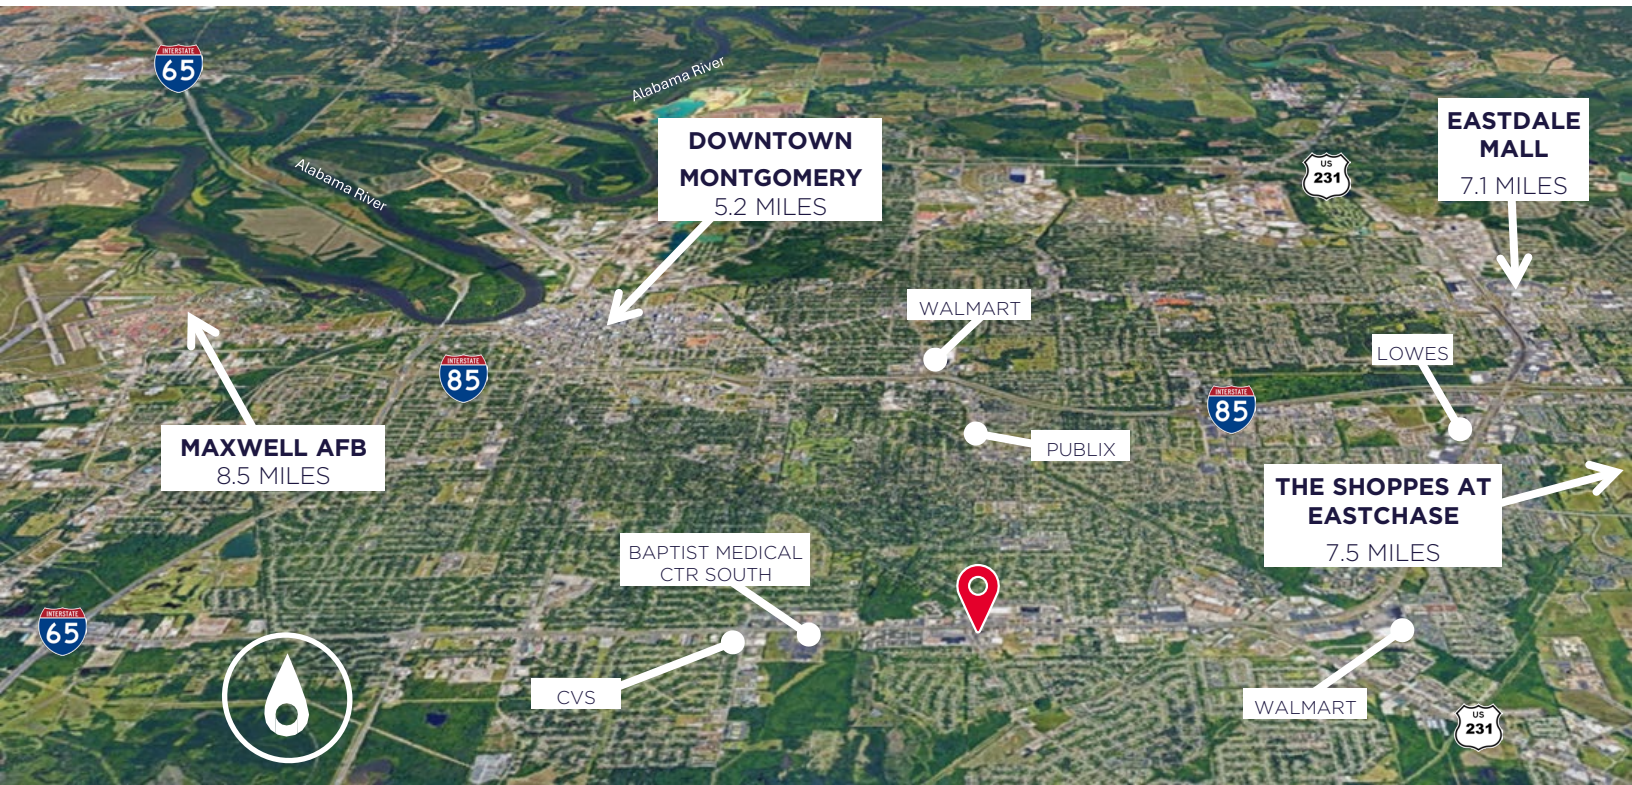 INTERSTATE
65
Alabama River
Alabama River
DOWNTOWN
MONTGOMERY
5.2 MILES
US
231
EASTDALE
MALL
7.1 MILES
WALMART
LOWES
INTERSTATE
85
INTERSTATE
85
MAXWELL AFB
8.5 MILES
PUBLIX
THE SHOPPES AT
EASTCHASE
7.5 MILES
BAPTIST MEDICAL
CTR SOUTH
INTERSTATE
65
CVS
WALMART
US
231